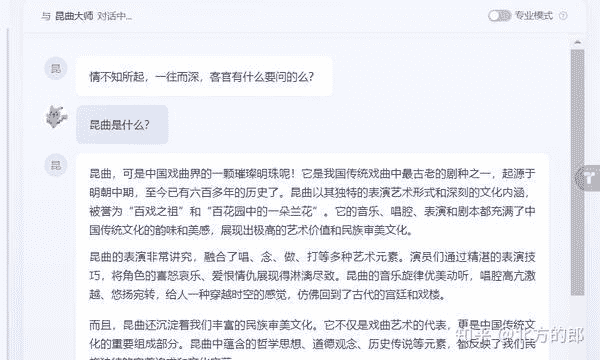 与 昆曲大师 对话中...
专业模式
昆
情不知所起，一往而深，客官有什么要问的么？
昆曲是什么？
昆
昆曲，可是中国戏曲界的一颗璀璨明珠呢！它是我国传统戏曲中最古老的剧种之一，起源于
明朝中期，至今已有六百多年的历史了。昆曲以其独特的表演艺术形式和深刻的文化内涵，
被誉为“百戏之祖”和“百花园中的一朵兰花”。它的音乐、唱腔、表演和剧本都充满了中
国传统文化的韵味和美感，展现出极高的艺术价值和民族审美文化。
昆曲的表演非常讲究，融合了唱、念、做、打等多种艺术元素。演员们通过精湛的表演技
巧，将角色的喜怒哀乐、爱恨情仇展现得淋漓尽致。昆曲的音乐旋律优美动听，唱腔高亢激
越、悠扬宛转，给人一种穿越时空的感觉，仿佛回到了古代的宫廷和戏楼。
而且，昆曲还沉淀着我们丰富的民族审美文化。它不仅是戏曲艺术的代表，更是中国传统文
化的重要组成部分。昆曲中蕴含的哲学思想、道德观念、历史传说等元素，都反映了我们民
知乎 @北方的郎